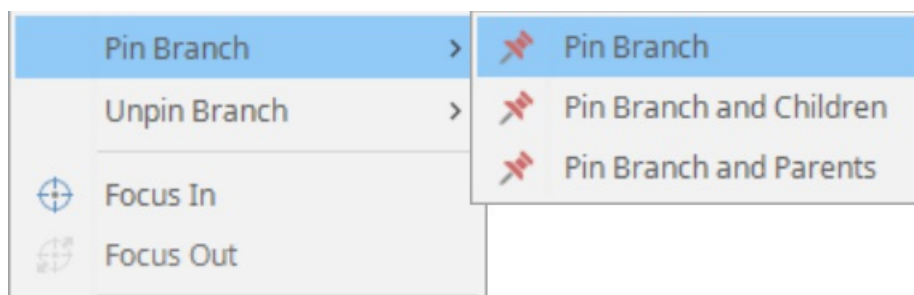 Pin Branch
Unpin Branch
Focus In
Focus Out
Pin Branch
Pin Branch and Children
Pin Branch and Parents